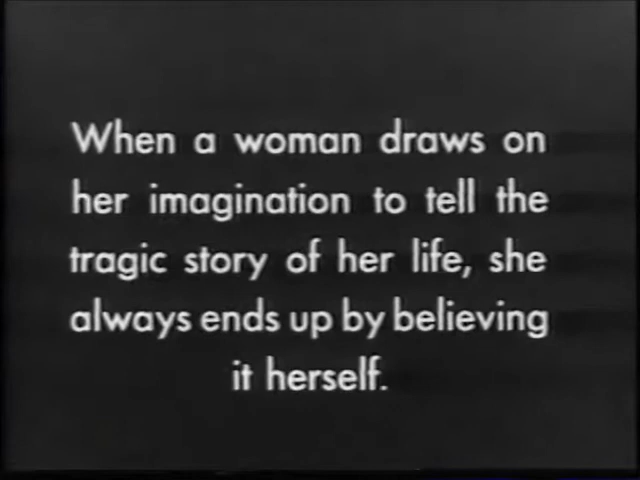 When a woman draws on
her imagination to tell the
tragic story of her life, she
always ends up by believing
it herself.